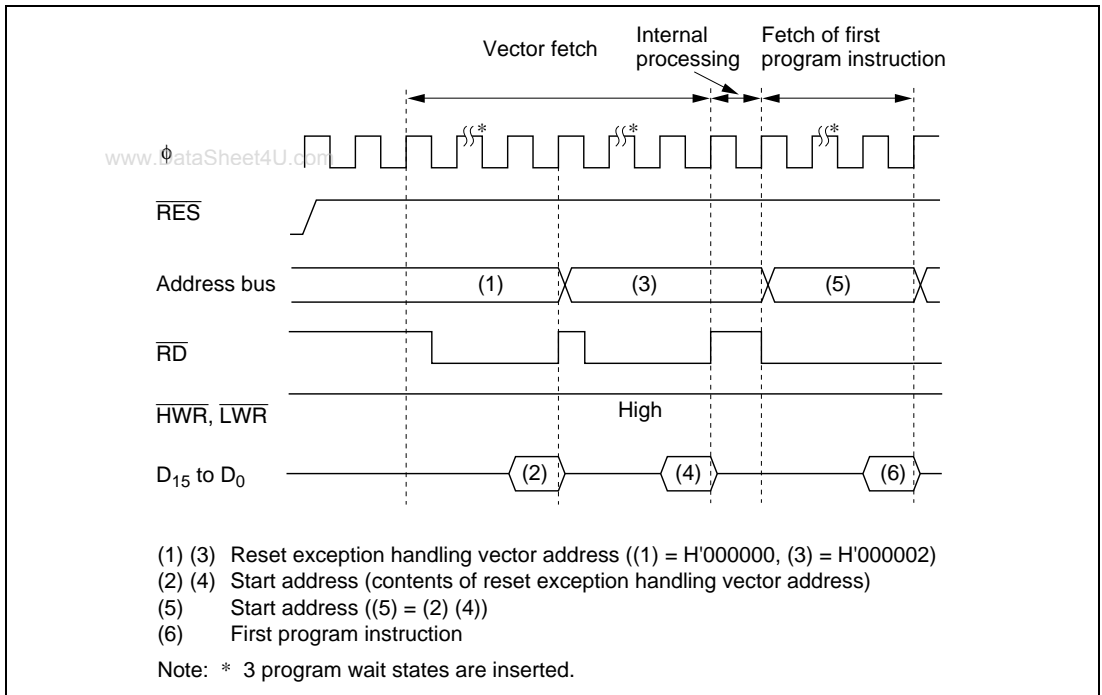 Vector fetch
Internal processing
Fetch of first program instruction
www.DataSheet4U.com
ϕ
*
*
*
RES
Address bus
(1)
(3)
(5)
RD
HWR, LWR
High
D15 to D0
(2)
(4)
(6)
(1) (3) Reset exception handling vector address ((1) = H'000000, (3) = H'000002)
(2) (4) Start address (contents of reset exception handling vector address)
(5) Start address ((5) = (2) (4))
(6) First program instruction
Note: * 3 program wait states are inserted.